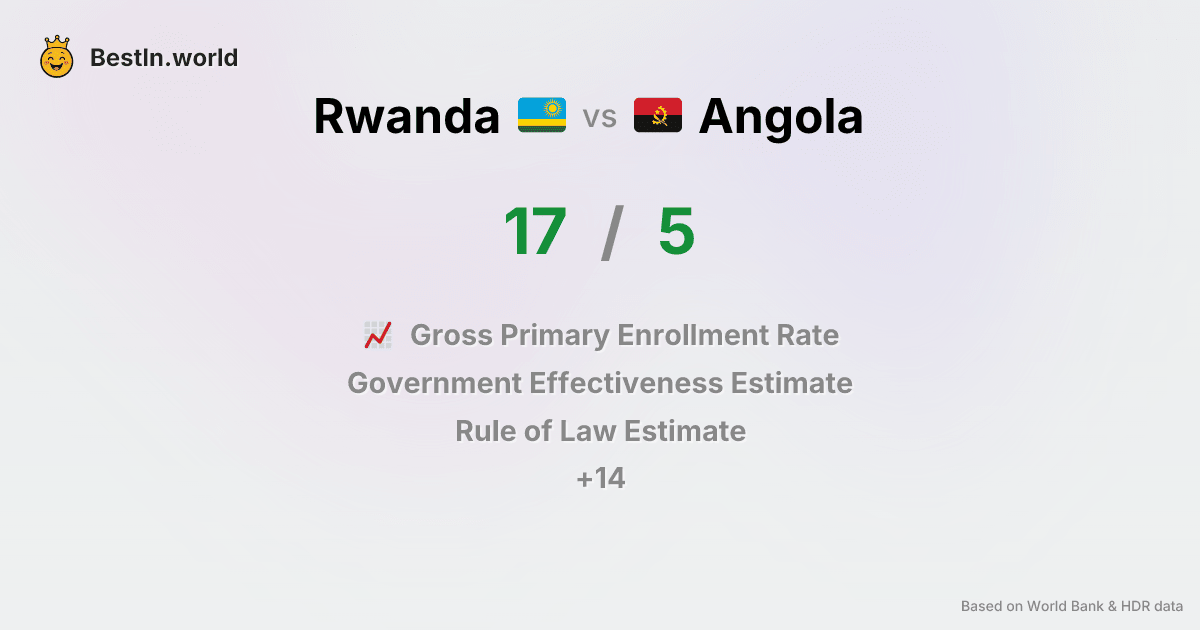 BestIn.world
Rwanda vs Angola
17 / 5
Gross Primary Enrollment Rate
Government Effectiveness Estimate
Rule of Law Estimate
+14
Based on World Bank & HDR data